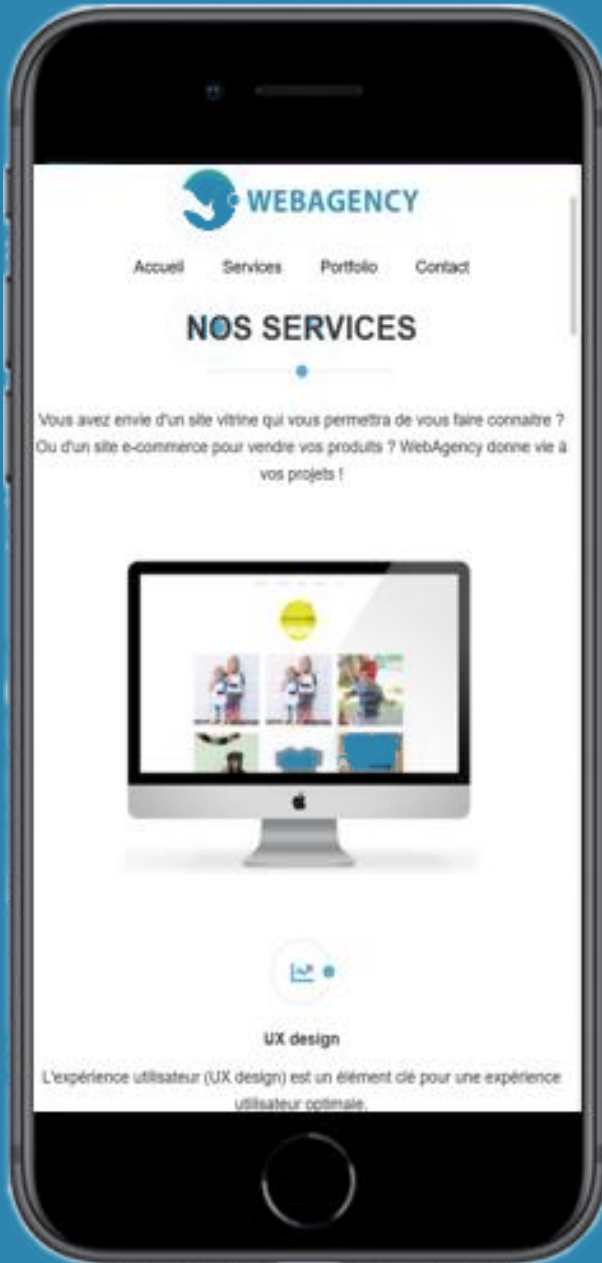 WEBAGENCY
Accueil Services Portfolio Contact
NOS SERVICES
Vous avez envie d'un site vitrine qui vous permettra de vous faire connaitre ?
Ou d'un site e-commerce pour vendre vos produits ? WebAgency donne vie à
vos projets !
UX design
L'expérience utilisateur (UX design) est un élément clé pour une expérience
utilisateur optimale.